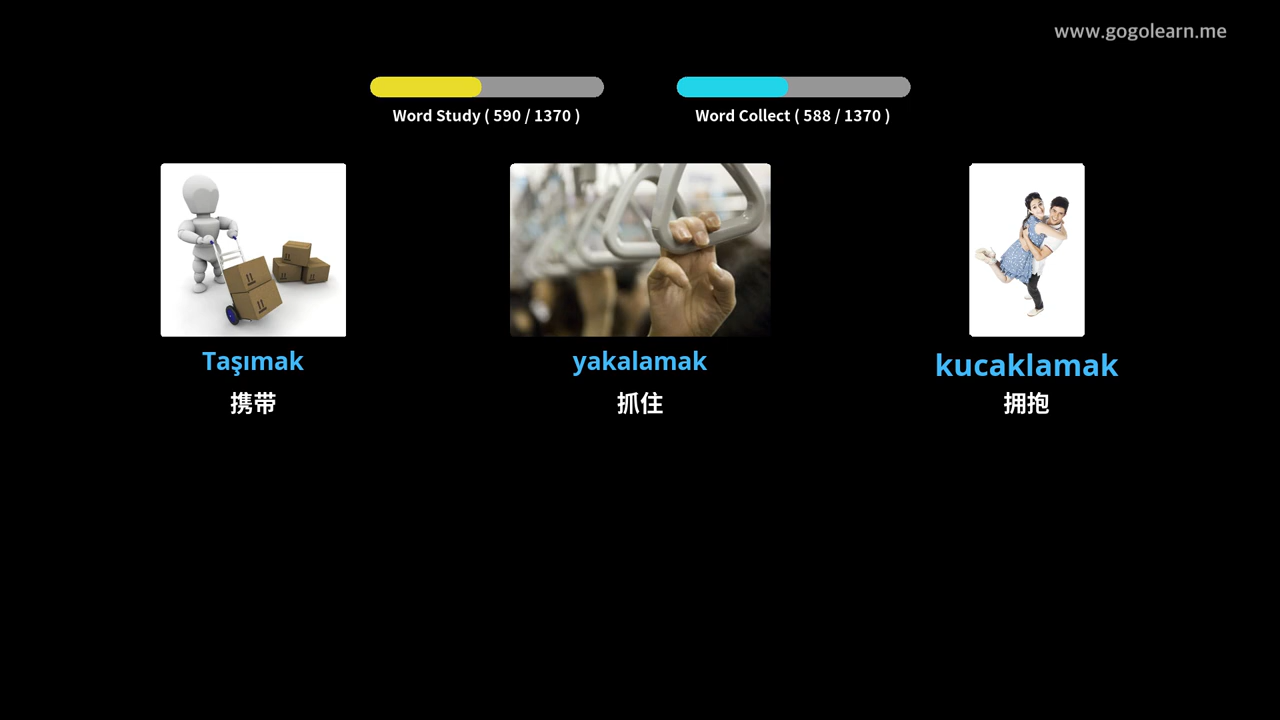 www.gogolearn.me
Word Study ( 590 / 1370 )
Word Collect ( 588 / 1370 )
Taşımak
携带
yakalamak
抓住
kucaklamak
拥抱